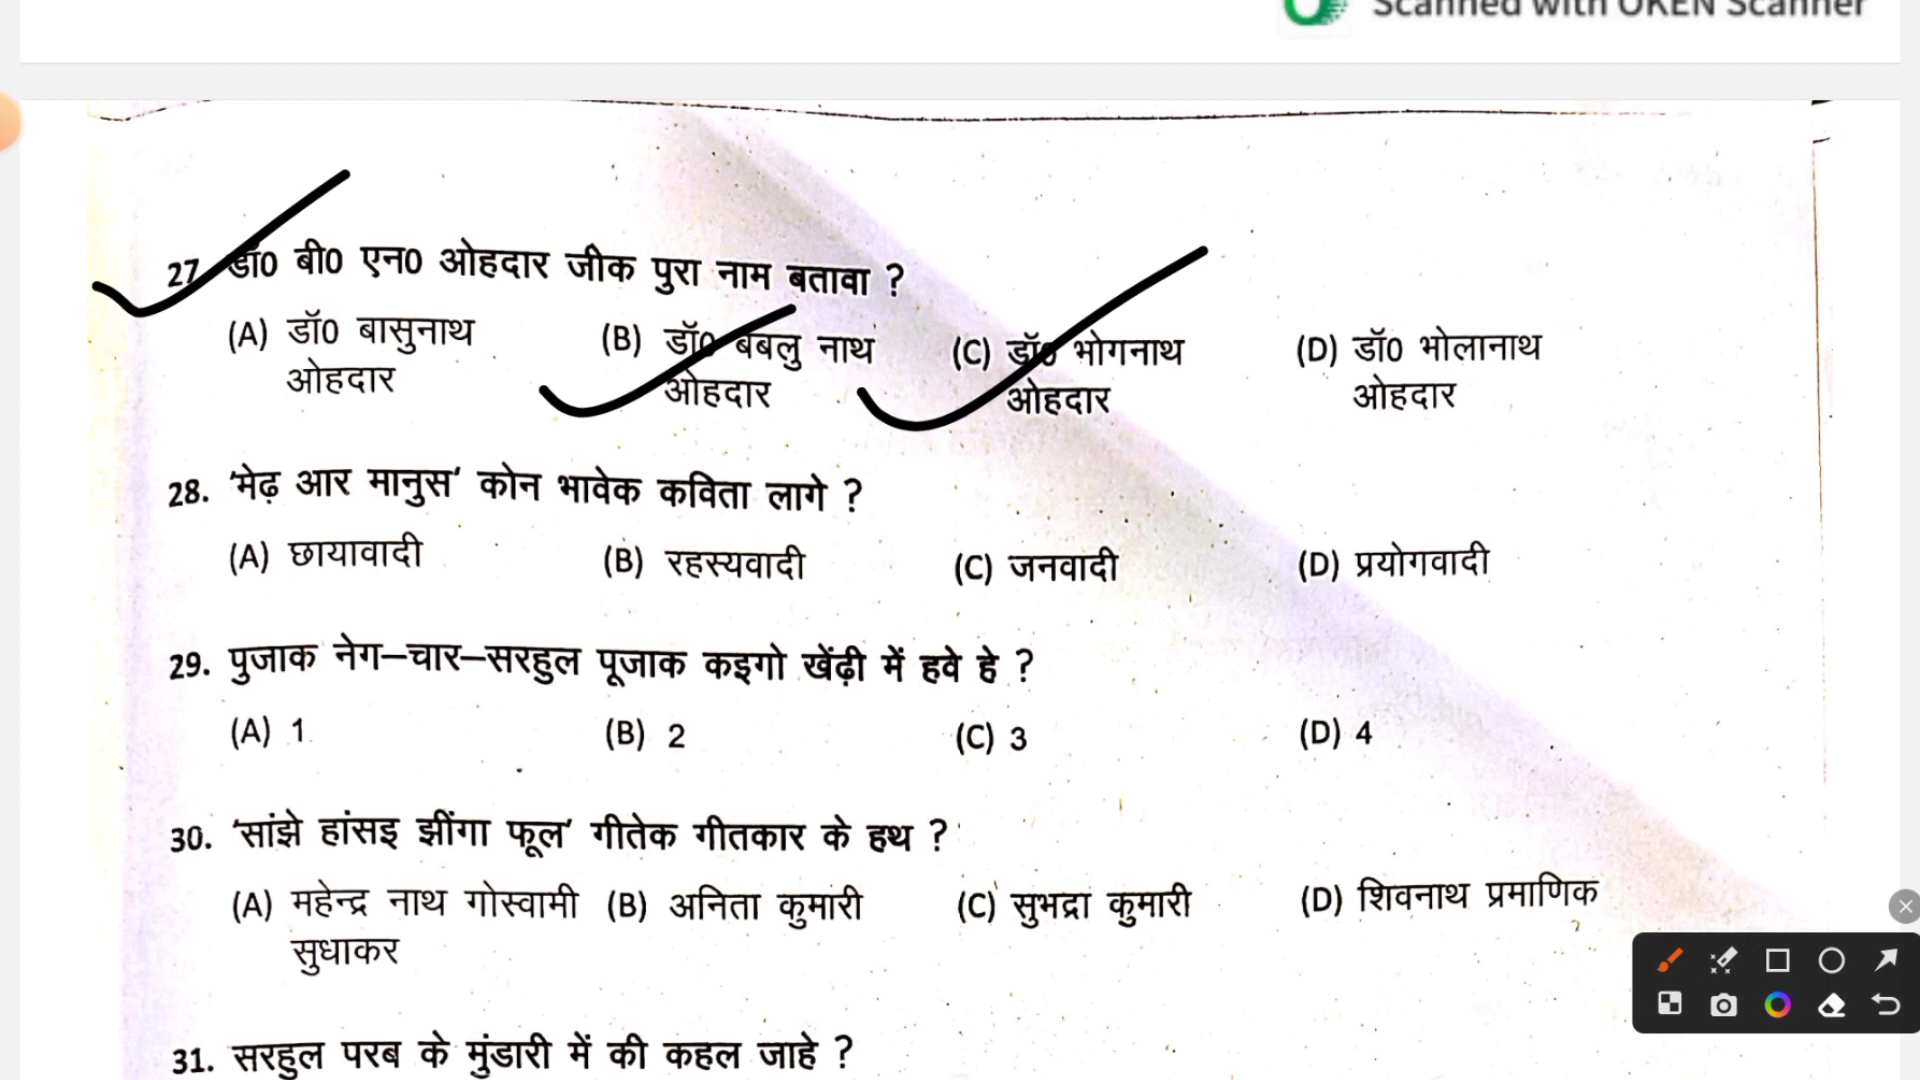 Scanned with OKEN Scanner
27. डॉ0 बी0 एन0 ओहदार जीक पुरा नाम बतावा ?
(A) डॉ0 बासुनाथ ओहदार (B) डॉ0 बबलु नाथ ओहदार (C) डॉ0 भोगनाथ ओहदार (D) डॉ0 भोलानाथ ओहदार
28. ‘मेढ़ आर मानुस’ कोन भावेक कविता लागे ?
(A) छायावादी (B) रहस्यवादी (C) जनवादी (D) प्रयोगवादी
29. पुजाक नेग–चार–सरहुल पूजाक कइगो खेंढ़ी में हवे हे ?
(A) 1 (B) 2 (C) 3 (D) 4
30. ‘सांझे हांसइ झींगा फूल’ गीतेक गीतकार के हथ ?
(A) महेन्द्र नाथ गोस्वामी सुधाकर (B) अनिता कुमारी (C) सुभद्रा कुमारी (D) शिवनाथ प्रमाणिक
31. सरहुल परब के मुंडारी में की कहल जाहे ?